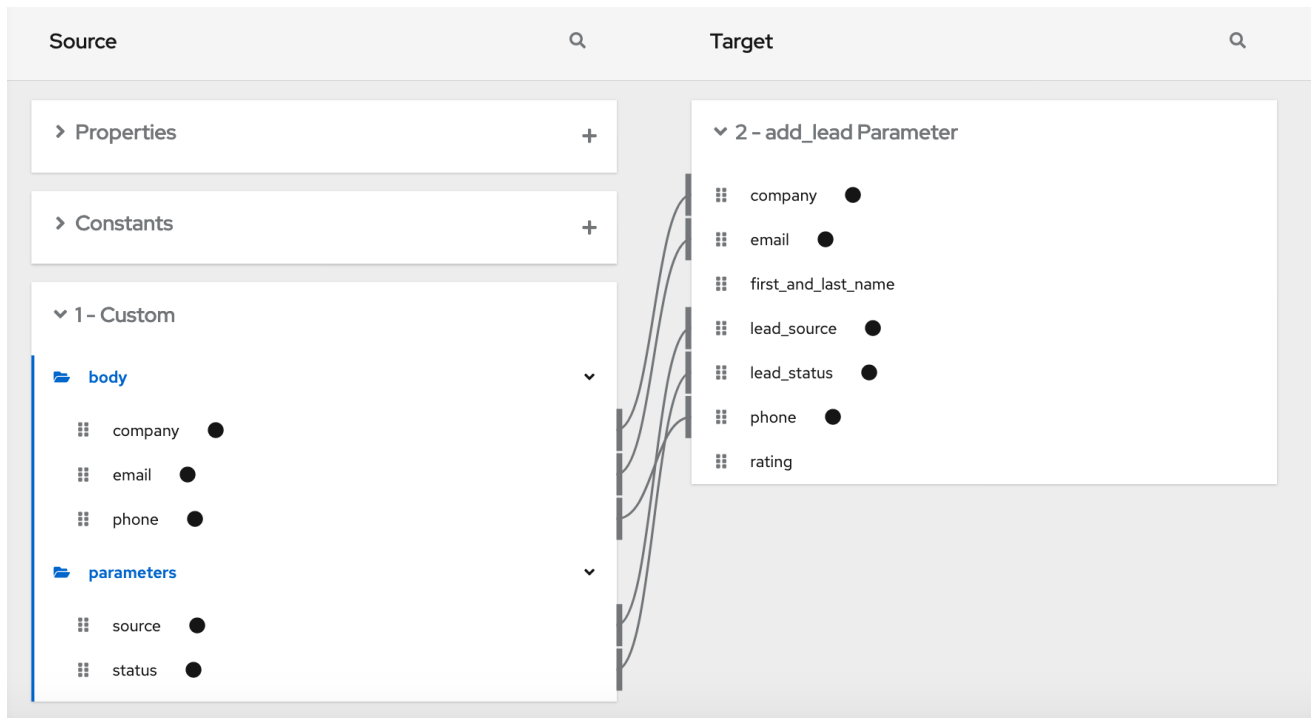 Source
Properties
Constants
1 - Custom
body
company
email
phone
parameters
source
status
Target
2 - add_lead Parameter
company
email
first_and_last_name
lead_source
lead_status
phone
rating